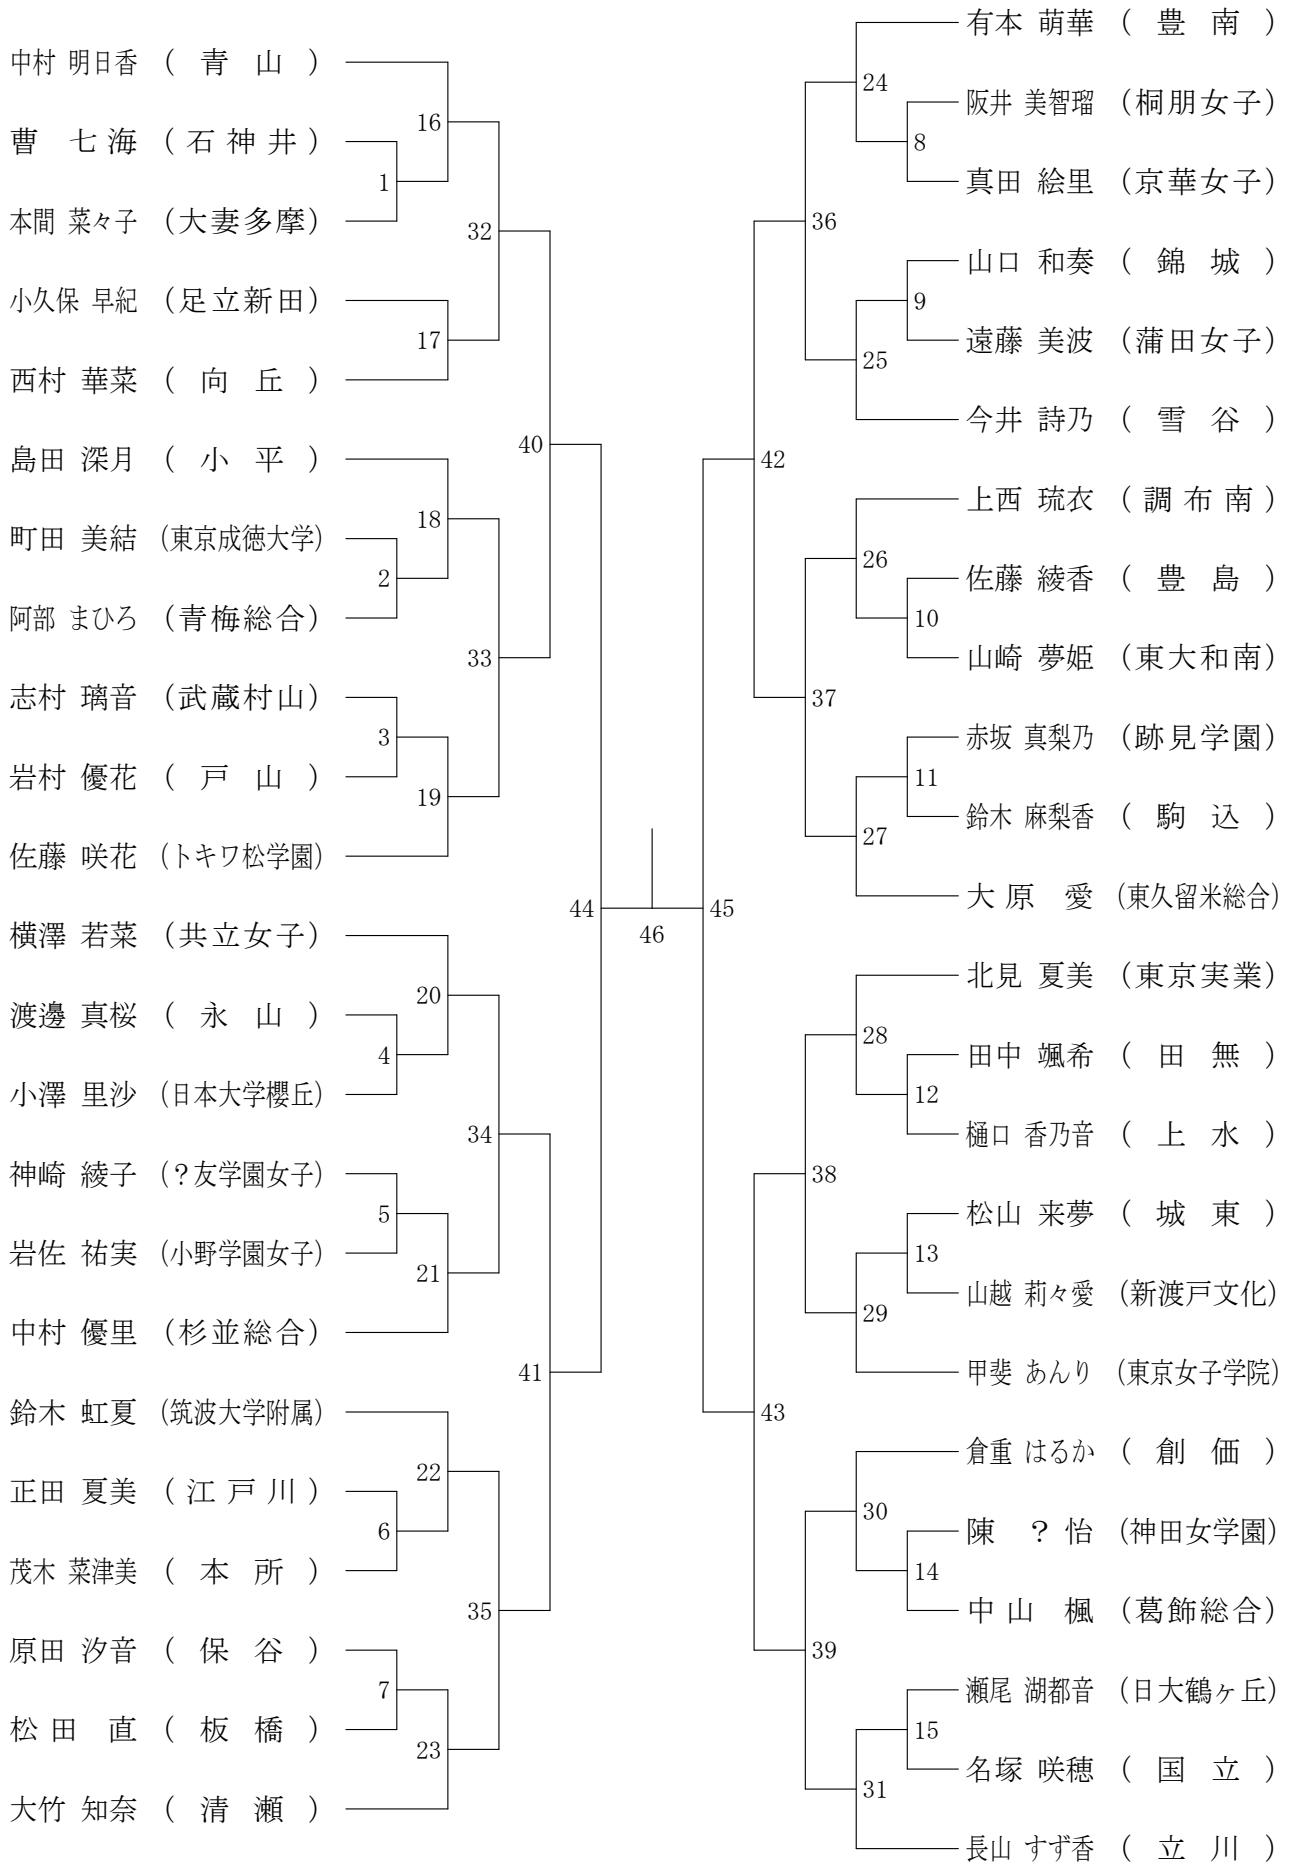 中村 明日香 （ 青 山 ）
16
曹 七海 （石神井）
1
本間 菜々子 （大妻多摩）
32
小久保 早紀 （足立新田）
17
西村 華菜 （ 向 丘 ）
40
島田 深月 （ 小 平 ）
18
町田 美結 （東京成徳大学）
2
阿部 まひろ （青梅総合）
33
志村 璃音 （武蔵村山）
3
岩村 優花 （ 戸 山 ）
19
佐藤 咲花 （トキワ松学園）
44
横澤 若菜 （共立女子）
20
渡邊 真桜 （ 永 山 ）
4
小澤 里沙 （日本大学櫻丘）
34
神崎 綾子 （？友学園女子）
5
岩佐 祐実 （小野学園女子）
21
中村 優里 （杉並総合）
41
鈴木 虹夏 （筑波大学附属）
22
正田 夏美 （江戸川）
6
茂木 菜津美 （ 本 所 ）
35
原田 汐音 （ 保 谷 ）
7
松田 直 （ 板 橋 ）
23
大竹 知奈 （ 清 瀬 ）
46
有本 萌華 （ 豊 南 ）
24
阪井 美智瑠 （桐朋女子）
8
真田 絵里 （京華女子）
36
山口 和奏 （ 錦 城 ）
9
遠藤 美波 （蒲田女子）
25
今井 詩乃 （ 雪 谷 ）
42
上西 琉衣 （調布南）
26
佐藤 綾香 （ 豊 島 ）
10
山崎 夢姫 （東大和南）
37
赤坂 真梨乃 （跡見学園）
11
鈴木 麻梨香 （ 駒 込 ）
27
大原 愛 （東久留米総合）
45
北見 夏美 （東京実業）
28
田中 颯希 （ 田 無 ）
12
樋口 香乃音 （ 上 水 ）
38
松山 来夢 （ 城 東 ）
13
山越 莉々愛 （新渡戸文化）
29
甲斐 あんり （東京女子学院）
43
倉重 はるか （ 創 価 ）
30
陳 ？怡 （神田女学園）
14
中山 楓 （葛飾総合）
39
瀬尾 湖都音 （日大鶴ヶ丘）
15
名塚 咲穂 （ 国 立 ）
31
長山 すず香 （ 立 川 ）